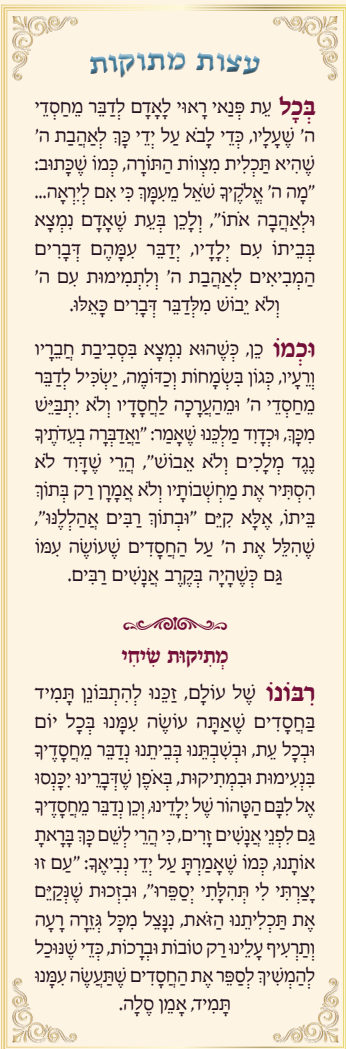 עצות מתוקות
בְּכָל עֵת פְּנַאי רָאוּי לָאָדָם לְדַבֵּר מֵחַסְדֵי
ה' שֶׁעָלָיו, כְּדֵי לָבֹא עַל יְדֵי כָּךְ לְאַהֲבַת ה'
שֶׁהִיא תַּכְלִית מִצְווֹת הַתּוֹרָה, כְּמוֹ שֶׁכָּתוּב:
"מָה ה' אֱלֹקֶיךָ שֹׁאֵל מֵעִמָּךְ כִּי אִם לְיִרְאָה...
וּלְאַהֲבָה אֹתוֹ", וְלָכֵן בְּעֵת שֶׁאָדָם נִמְצָא
בְּבֵיתוֹ עִם יְלָדָיו, יְדַבֵּר עִמָּהֶם דְּבָרִים
הַמְבִיאִים לְאַהֲבַת ה' וְלִתְמִימוּת עִם ה'
וְלֹא יֵבוֹשׁ מִלְּדַבֵּר דְּבָרִים כָּאֵלּוּ.
וּכְמוֹ כֵן, כְּשֶׁהוּא נִמְצָא בִּסְבִיבַת חֲבֵרָיו
וְרֵעָיו, כְּגוֹן בִּשְׂמָחוֹת וְכַדּוֹמֶה, יַשְׂכִּיל לְדַבֵּר
מֵחַסְדֵי ה' וּמֵהַעֲרָכָה לַחֲסָדָיו וְלֹא יִתְבַּיֵּשׁ
מִכָּךְ, וּכְדָוִד מַלְכֵּנוּ שֶׁאָמַר: "וַאֲדַבְּרָה בְעֵדֹתֶיךָ
נֶגֶד מְלָכִים וְלֹא אֵבוֹשׁ", הֲרֵי שֶׁדָּוִד לֹא
הִסְתִּיר אֶת מַחְשְׁבוֹתָיו וְלֹא אֲמָרָן רַק בְּתוֹךְ
בֵּיתוֹ, אֶלָּא קִיֵּם "וּבְתוֹךְ רַבִּים אֲהַלְלֶנּוּ",
שֶׁהִלֵּל אֶת ה' עַל הַחֲסָדִים שֶׁעוֹשֶׂה עִמּוֹ
גַּם כְּשֶׁהָיָה בְּקֶרֶב אֲנָשִׁים רַבִּים.
מְתִיקוּת שִׂיחִי
רִבּוֹנוֹ שֶׁל עוֹלָם, זַכֵּנוּ לְהִתְבּוֹנֵן תָּמִיד
בַּחֲסָדִים שֶׁאַתָּה עוֹשֶׂה עִמָּנוּ בְּכָל יוֹם
וּבְכָל עֵת, וּבְשִׁבְתֵּנוּ בְּבֵיתֵנוּ נְדַבֵּר מֵחֲסָדֶיךָ
בִּנְעִימוּת וּבִמְתִיקוּת, בְּאֹפֶן שֶׁדְּבָרֵינוּ יִכָּנְסוּ
אֶל לִבָּם הַטָּהוֹר שֶׁל יְלָדֵינוּ, וְכֵן נְדַבֵּר מֵחֲסָדֶיךָ
גַּם לִפְנֵי אֲנָשִׁים זָרִים, כִּי הֲרֵי לְשֵׁם כָּךְ בָּרָאתָ
אוֹתָנוּ, כְּמוֹ שֶׁאָמַרְתָּ עַל יְדֵי נְבִיאֶךָ: "עַם זוּ
יָצַרְתִּי לִי תְּהִלָּתִי יְסַפֵּרוּ", וּבִזְכוּת שֶׁנְּקַיֵּם
אֶת תַּכְלִיתֵנוּ הַזֹּאת, נִנָּצֵל מִכָּל גְּזֵרָה רָעָה
וְתַרְעִיף עָלֵינוּ רַק טוֹבוֹת וּבְרָכוֹת, כְּדֵי שֶׁנּוּכַל
לְהַמְשִׁיךְ לְסַפֵּר אֶת הַחֲסָדִים שֶׁתַּעֲשֶׂה עִמָּנוּ
תָּמִיד, אָמֵן סֶלָה.